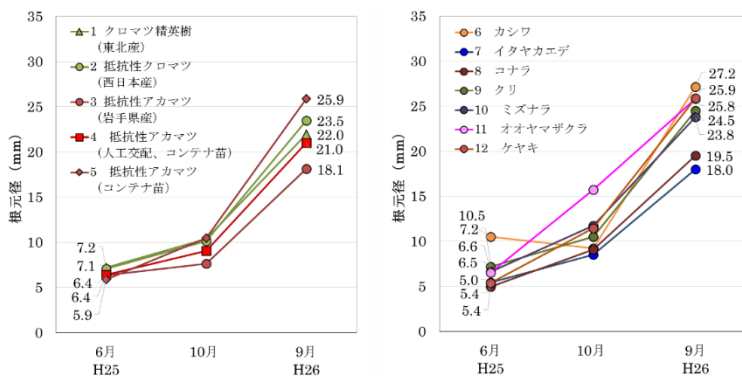 根元径（mm）
35
30
25
20
15
10
5
0
1 クロマツ精英樹
(東北産)
2 抵抗性クロマツ
(西日本産)
3 抵抗性アカマツ
(岩手県産)
4 抵抗性アカマツ
(人工交配、コンテナ苗)
5 抵抗性アカマツ
(コンテナ苗)
25.9
23.5
22.0
21.0
18.1
7.2
7.1
6.4
6.4
5.9
6月
H25
10月
9月
H26
根元径（mm）
35
30
25
20
15
10
5
0
6 カシワ
7 イタヤカエデ
8 コナラ
9 クリ
10 ミズナラ
11 オオヤマザクラ
12 ケヤキ
27.2
25.9
25.8
24.5
23.8
19.5
18.0
10.5
7.2
6.6
6.5
5.0
5.4
5.4
6月
H25
10月
9月
H26